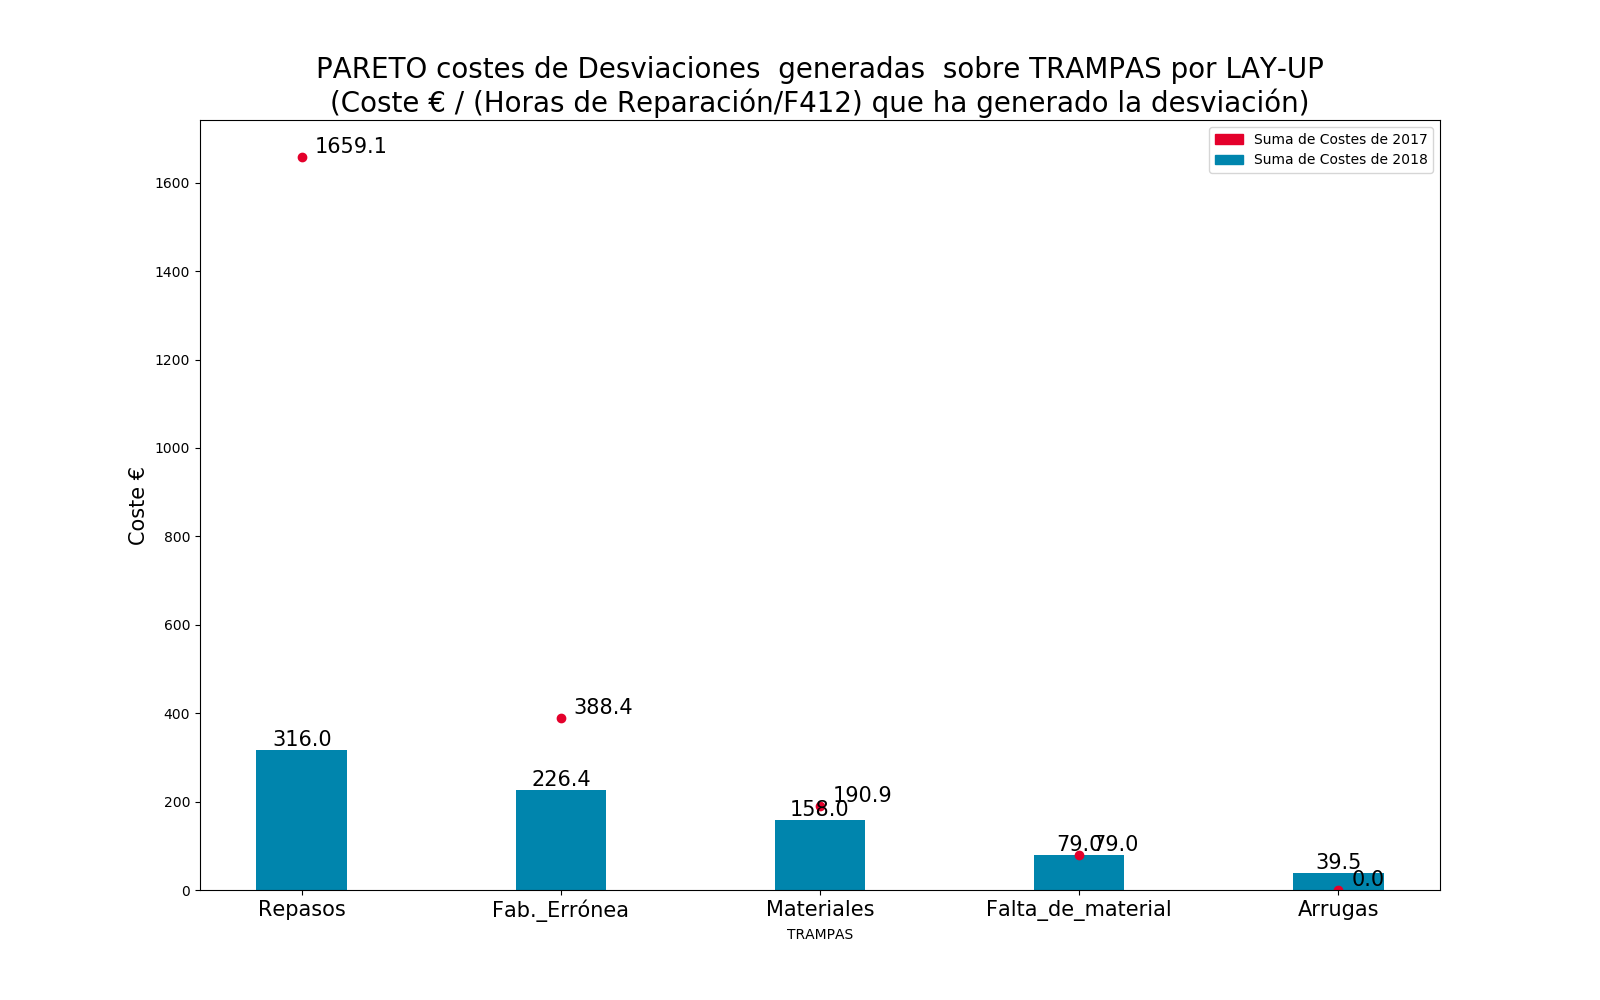 PARETO costes de Desviaciones  generadas  sobre TRAMPAS por LAY-UP
(Coste € / (Horas de Reparación/F412) que ha generado la desviación)
Suma de Costes de 2017
Suma de Costes de 2018
Coste €
1600
1400
1200
1000
800
600
400
200
0
1659.1
316.0
388.4
226.4
190.9
158.0
79.0
79.0
39.5
0.0
Repasos
Fab._Errónea
Materiales
Falta_de_material
Arrugas
TRAMPAS